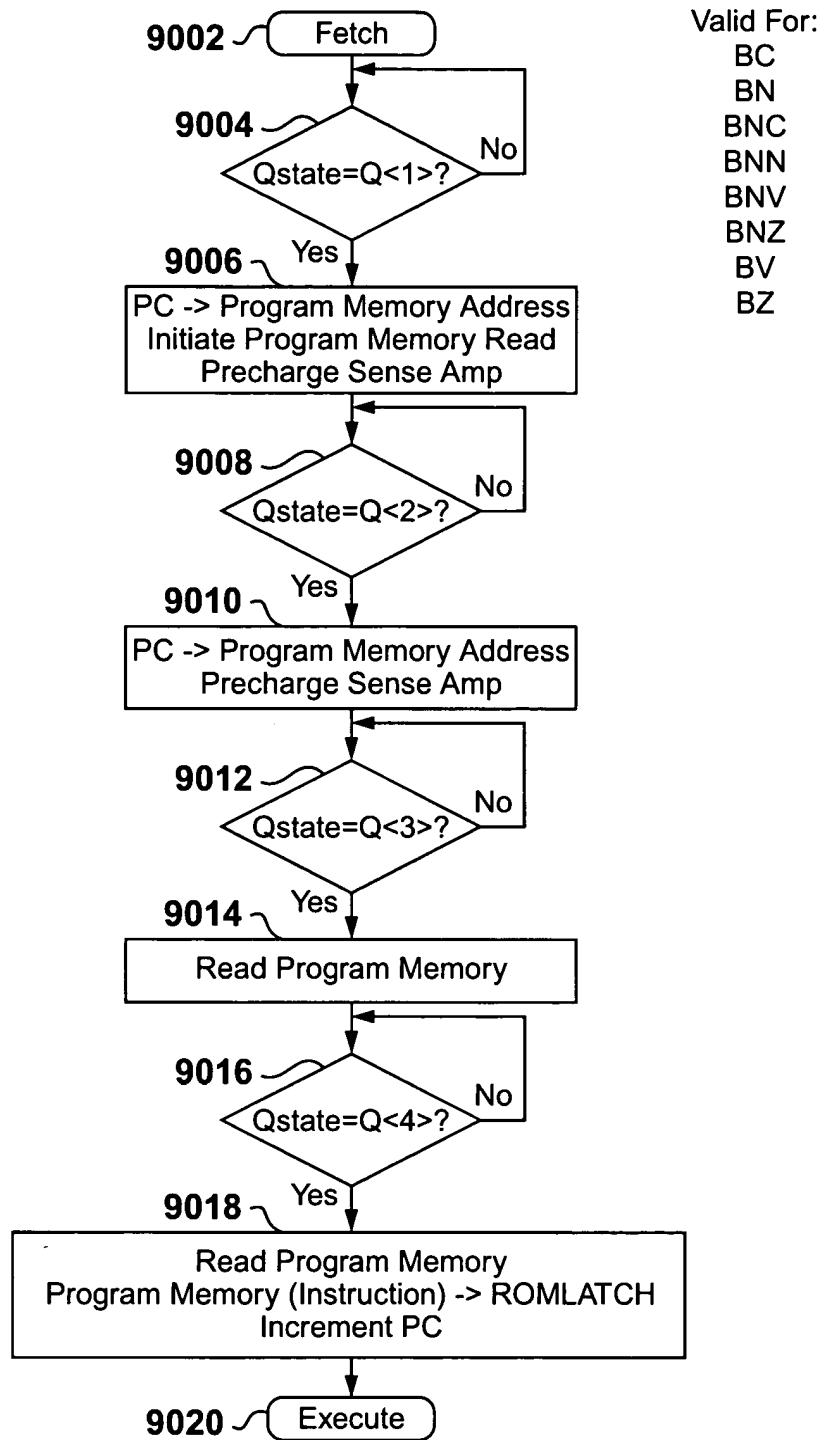 9002
Fetch
Valid For:
BC
BN
BNC
BNN
BNV
BNZ
BV
BZ
9004
Qstate=Q<1>?
No
Yes
9006
PC -> Program Memory Address
Initiate Program Memory Read
Precharge Sense Amp
9008
Qstate=Q<2>?
No
Yes
9010
PC -> Program Memory Address
Precharge Sense Amp
9012
Qstate=Q<3>?
No
Yes
9014
Read Program Memory
9016
Qstate=Q<4>?
No
Yes
9018
Read Program Memory
Program Memory (Instruction) -> ROMLATCH
Increment PC
9020
Execute